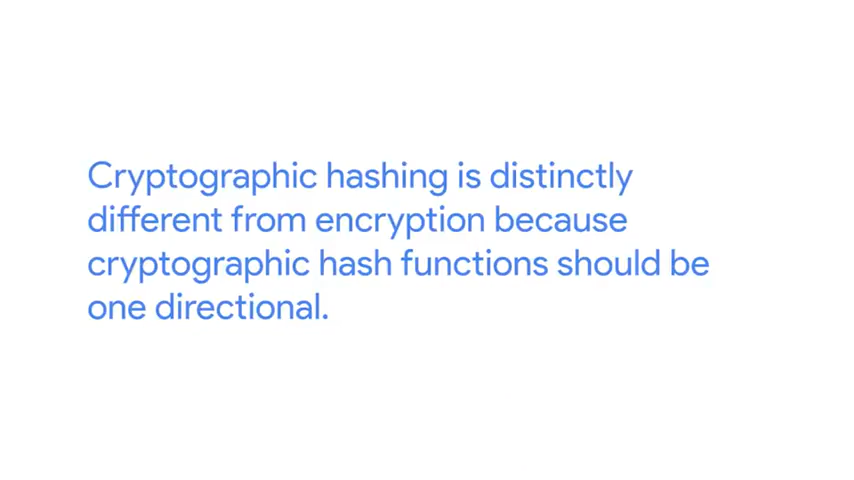 Cryptographic hashing is distinctly
different from encryption because
cryptographic hash functions should be
one directional.